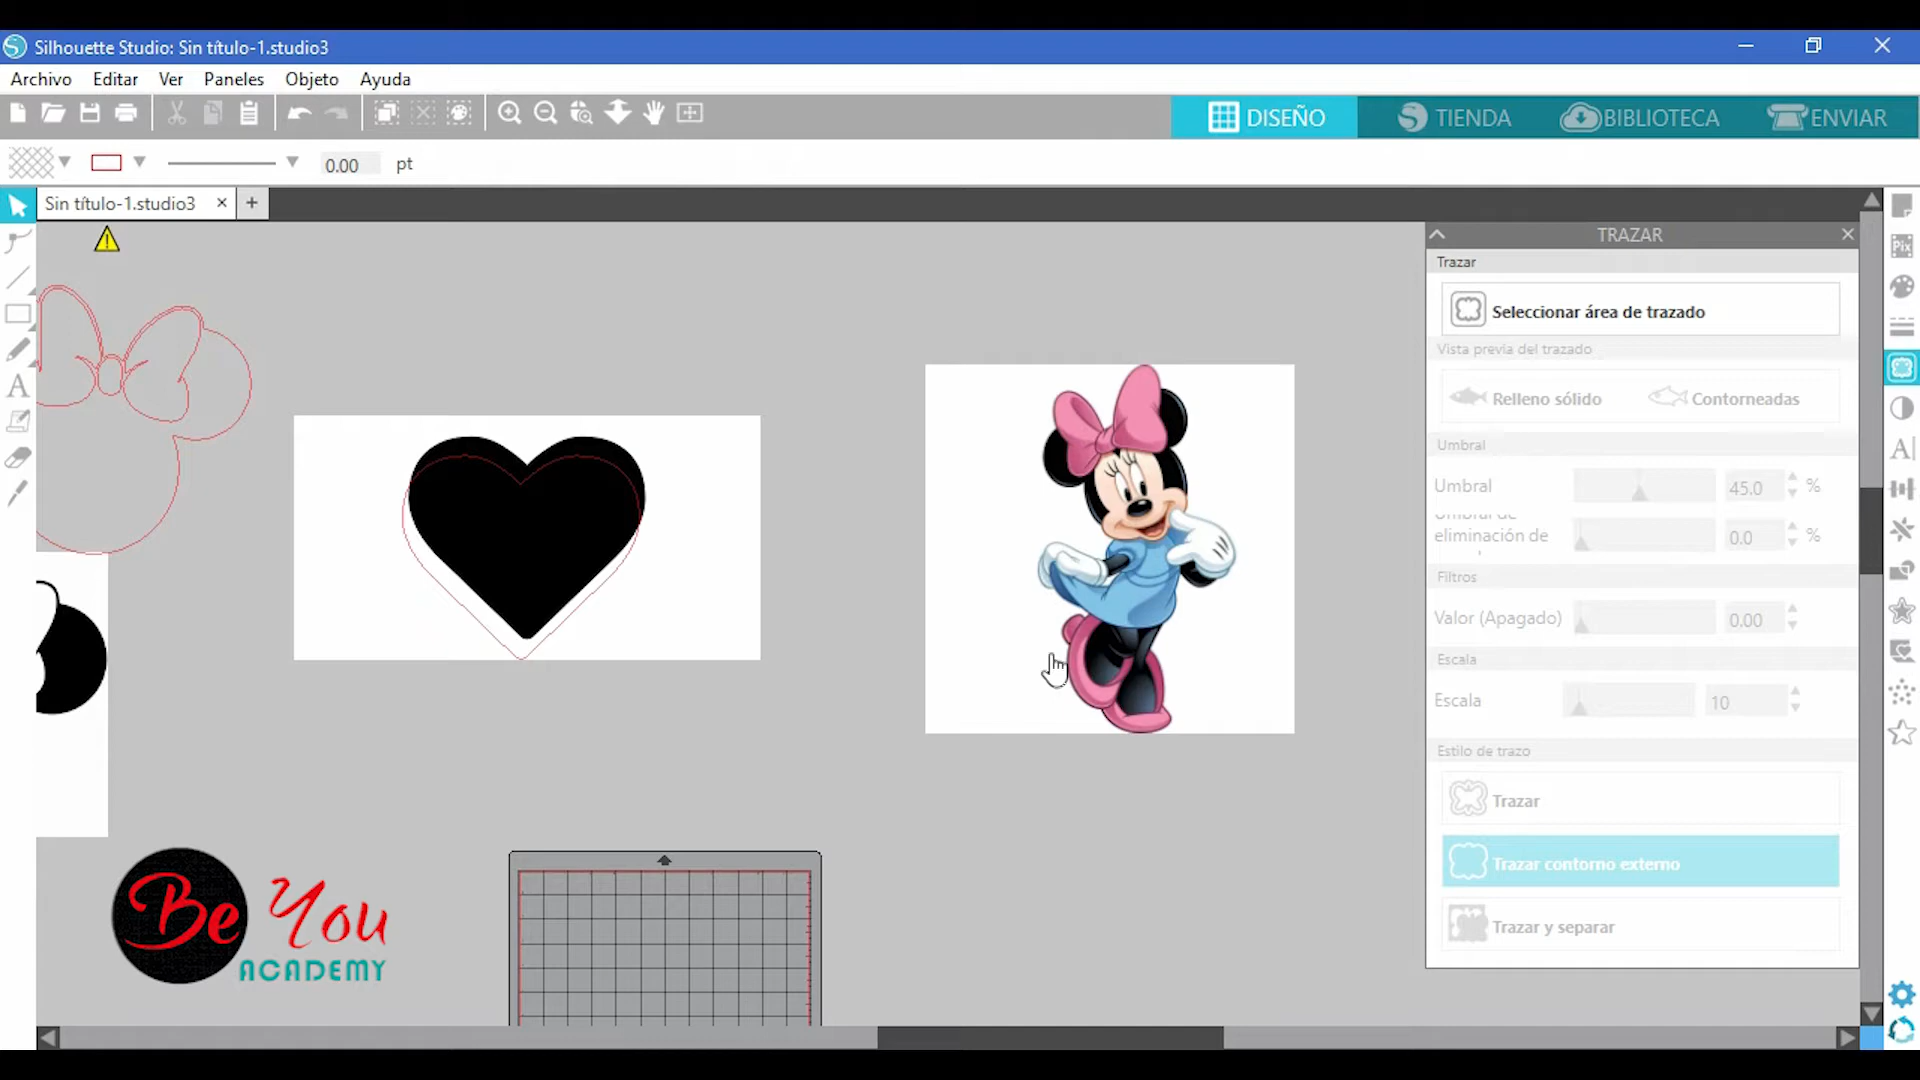 Silhouette Studio: Sin título-1.studio3
Archivo Editar Ver Paneles Objeto Ayuda
DISEÑO TIENDA BIBLIOTECA ENVIAR
0.00 pt
Sin título-1.studio3
TRAZAR
Trazar
Seleccionar área de trazado
Vista previa del trazado
Relleno sólido Contorneadas
Umbral
Umbral 45.0 %
Umbral de
eliminación de 0.0 %
Filtros
Valor (Apagado) 0.00
Escala
Escala 10
Estilo de trazo
Trazar
Trazar contorno externo
Trazar y separar
Be You
ACADEMY
Pix